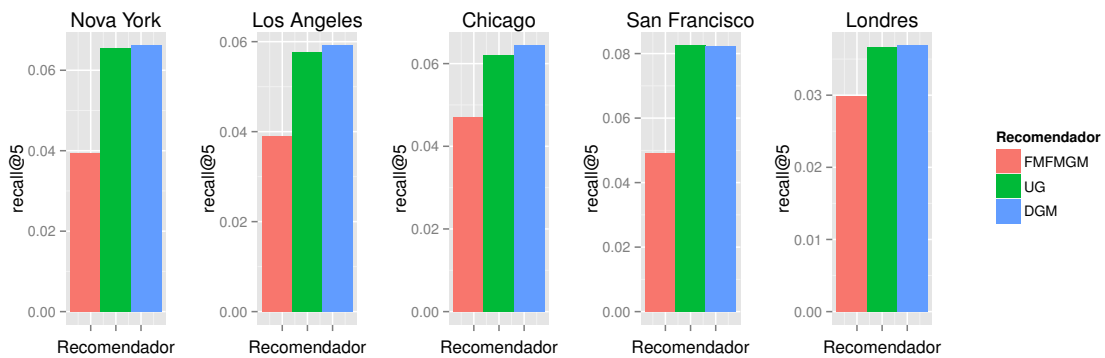 Nova York
Los Angeles
Chicago
San Francisco
Londres
recall@5
0.06
0.04
0.02
0.00
Recomendador
recall@5
0.06
0.04
0.02
0.00
Recomendador
recall@5
0.06
0.04
0.02
0.00
Recomendador
recall@5
0.08
0.06
0.04
0.02
0.00
Recomendador
recall@5
0.03
0.02
0.01
0.00
Recomendador
Recomendador
FMFMGM
UG
DGM